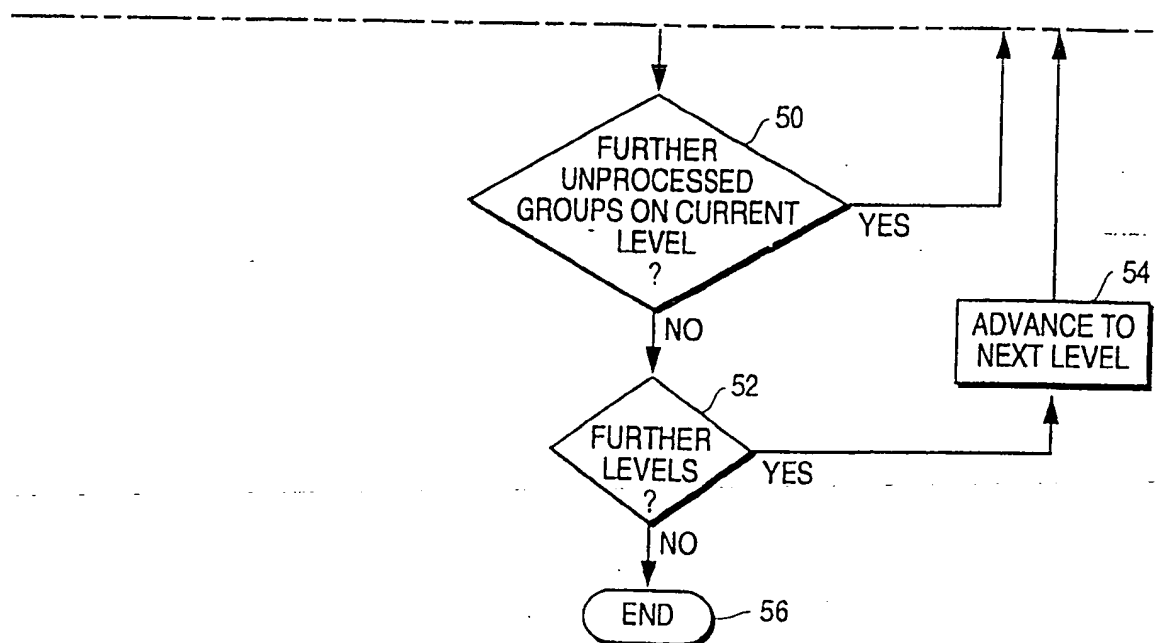 50
FURTHER
UNPROCESSED
GROUPS ON CURRENT
LEVEL
?
YES
NO
54
ADVANCE TO
NEXT LEVEL
52
FURTHER
LEVELS
?
YES
NO
END
56